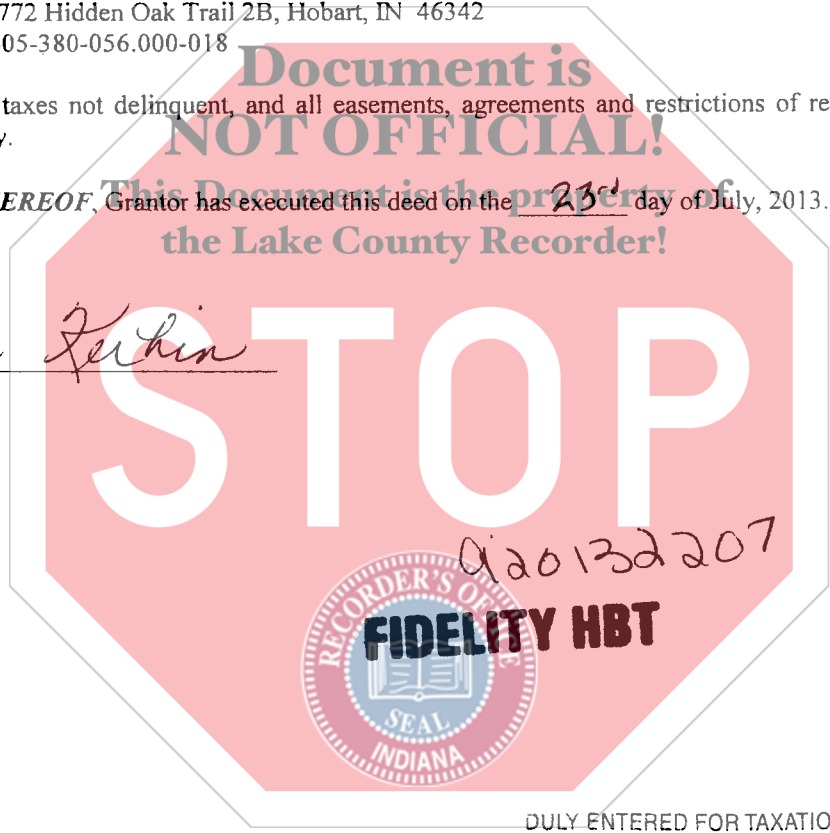 772 Hidden Oak Trail 2B, Hobart, IN 46342
05-380-056.000-018
Document is
taxes not delinquent, and all easements, agreements and restrictions of re
NOT OFFICIAL!
EREOF, Grantor has executed this deed on the 23rd day of July, 2013.
This Document is the property of
the Lake County Recorder!
Kerhin
STOP
920132207
FIDELITY HBT
RECORDER'S OFFICE
SEAL
INDIANA
DULY ENTERED FOR TAXATIO